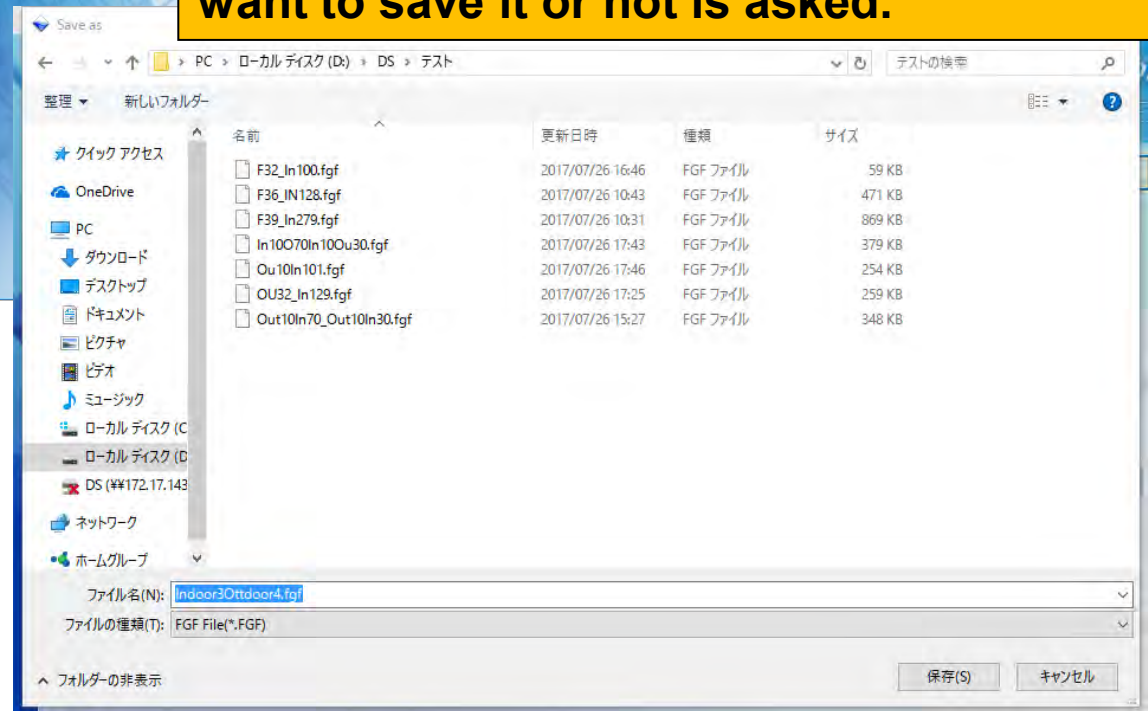 want to save it or not is asked.
Save as
PC › ローカル ディスク (D:) › DS › テスト
テストの検索
整理 新しいフォルダー
名前 更新日時 種類 サイズ
F32_In100.fgf 2017/07/26 16:46 FGF ファイル 59 KB
F36_IN128.fgf 2017/07/26 10:43 FGF ファイル 471 KB
F39_In279.fgf 2017/07/26 10:31 FGF ファイル 869 KB
In10O70In10Ou30.fgf 2017/07/26 17:43 FGF ファイル 379 KB
Ou10In101.fgf 2017/07/26 17:46 FGF ファイル 254 KB
OU32_In129.fgf 2017/07/26 17:25 FGF ファイル 259 KB
Out10In70_Out10In30.fgf 2017/07/26 15:27 FGF ファイル 348 KB
クイック アクセス
OneDrive
PC
ダウンロード
デスクトップ
ドキュメント
ピクチャ
ビデオ
ミュージック
ローカル ディスク (C
ローカル ディスク (D
DS (¥¥172.17.143
ネットワーク
ホームグループ
ファイル名(N): Indoor3Ottdoor4.fgf
ファイルの種類(T): FGF File(*.FGF)
フォルダーの非表示
保存(S) キャンセル